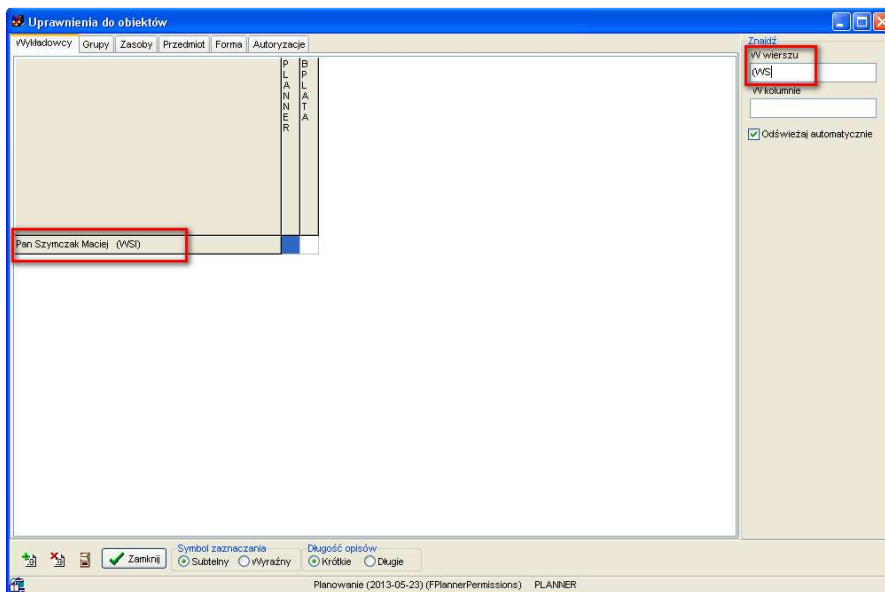 Uprawnienia do obiektów
Wykładowcy Grupy Zasoby Przedmiot Forma Autoryzacje
PLANNER
BPLATA
Pan Szymczak Maciej (WSI)
Znajdź
W wierszu
(WS
W kolumnie
Odświeżaj automatycznie
Zamknij
Symbol zaznaczania
Subtelny Wyraźny
Długość opisów
Krótkie Długie
Planowanie (2013-05-23) (FPlannerPermissions) PLANNER